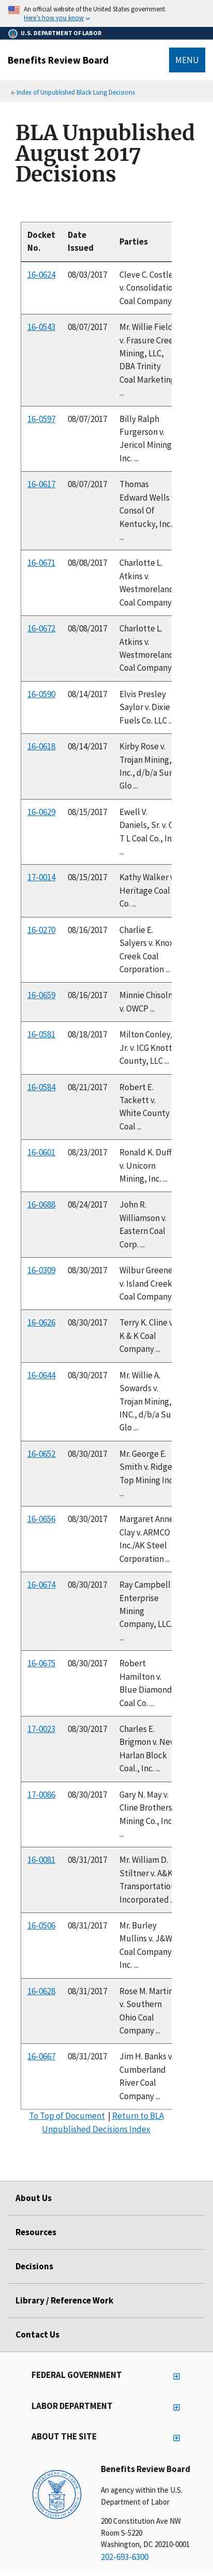 An official website of the United States government.
Here's how you know
U.S. DEPARTMENT OF LABOR
Benefits Review Board
MENU
Index of Unpublished Black Lung Decisions
BLA Unpublished
August 2017
Decisions
Docket No. Date Issued Parties
16-0624 08/03/2017 Cleve C. Costle
v. Consolidatio
Coal Company
16-0543 08/07/2017 Mr. Willie Field
v. Frasure Cree
Mining, LLC,
DBA Trinity
Coal Marketing
...
16-0597 08/07/2017 Billy Ralph
Furgerson v.
Jericol Mining
Inc. ...
16-0617 08/07/2017 Thomas
Edward Wells
Consol Of
Kentucky, Inc.
...
16-0671 08/08/2017 Charlotte L.
Atkins v.
Westmoreland
Coal Company
16-0672 08/08/2017 Charlotte L.
Atkins v.
Westmoreland
Coal Company
16-0590 08/14/2017 Elvis Presley
Saylor v. Dixie
Fuels Co. LLC ..
16-0618 08/14/2017 Kirby Rose v.
Trojan Mining,
Inc., d/b/a Sun
Glo ...
16-0629 08/15/2017 Ewell V.
Daniels, Sr. v. C
T L Coal Co., In
...
17-0014 08/15/2017 Kathy Walker v
Heritage Coal
Co. ...
16-0270 08/16/2017 Charlie E.
Salyers v. Knox
Creek Coal
Corporation ...
16-0659 08/16/2017 Minnie Chisolm
v. OWCP ...
16-0581 08/18/2017 Milton Conley,
Jr. v. ICG Knott
County, LLC ...
16-0584 08/21/2017 Robert E.
Tackett v.
White County
Coal ...
16-0601 08/23/2017 Ronald K. Duff
v. Unicorn
Mining, Inc. ...
16-0688 08/24/2017 John R.
Williamson v.
Eastern Coal
Corp. ...
16-0309 08/30/2017 Wilbur Greene
v. Island Creek
Coal Company
16-0626 08/30/2017 Terry K. Cline v
K & K Coal
Company ...
16-0644 08/30/2017 Mr. Willie A.
Sowards v.
Trojan Mining,
INC., d/b/a Su
Glo ...
16-0652 08/30/2017 Mr. George E.
Smith v. Ridge
Top Mining Inc
...
16-0656 08/30/2017 Margaret Anne
Clay v. ARMCO
Inc./AK Steel
Corporation ...
16-0674 08/30/2017 Ray Campbell
Enterprise
Mining
Company, LLC.
...
16-0675 08/30/2017 Robert
Hamilton v.
Blue Diamond
Coal Co. ...
17-0023 08/30/2017 Charles E.
Brigmon v. Nev
Harlan Block
Coal., Inc. ...
17-0086 08/30/2017 Gary N. May v.
Cline Brothers
Mining Co., Inc
...
16-0081 08/31/2017 Mr. William D.
Stiltner v. A&K
Transportation
Incorporated ..
16-0506 08/31/2017 Mr. Burley
Mullins v. J&W
Coal Company
Inc. ...
16-0628 08/31/2017 Rose M. Martin
v. Southern
Ohio Coal
Company ...
16-0667 08/31/2017 Jim H. Banks v
Cumberland
River Coal
Company ...
To Top of Document | Return to BLA
Unpublished Decisions Index
About Us
Resources
Decisions
Library / Reference Work
Contact Us
FEDERAL GOVERNMENT
LABOR DEPARTMENT
ABOUT THE SITE
Benefits Review Board
An agency within the U.S.
Department of Labor
200 Constitution Ave NW
Room S-5220
Washington, DC 20210-0001
202-693-6300